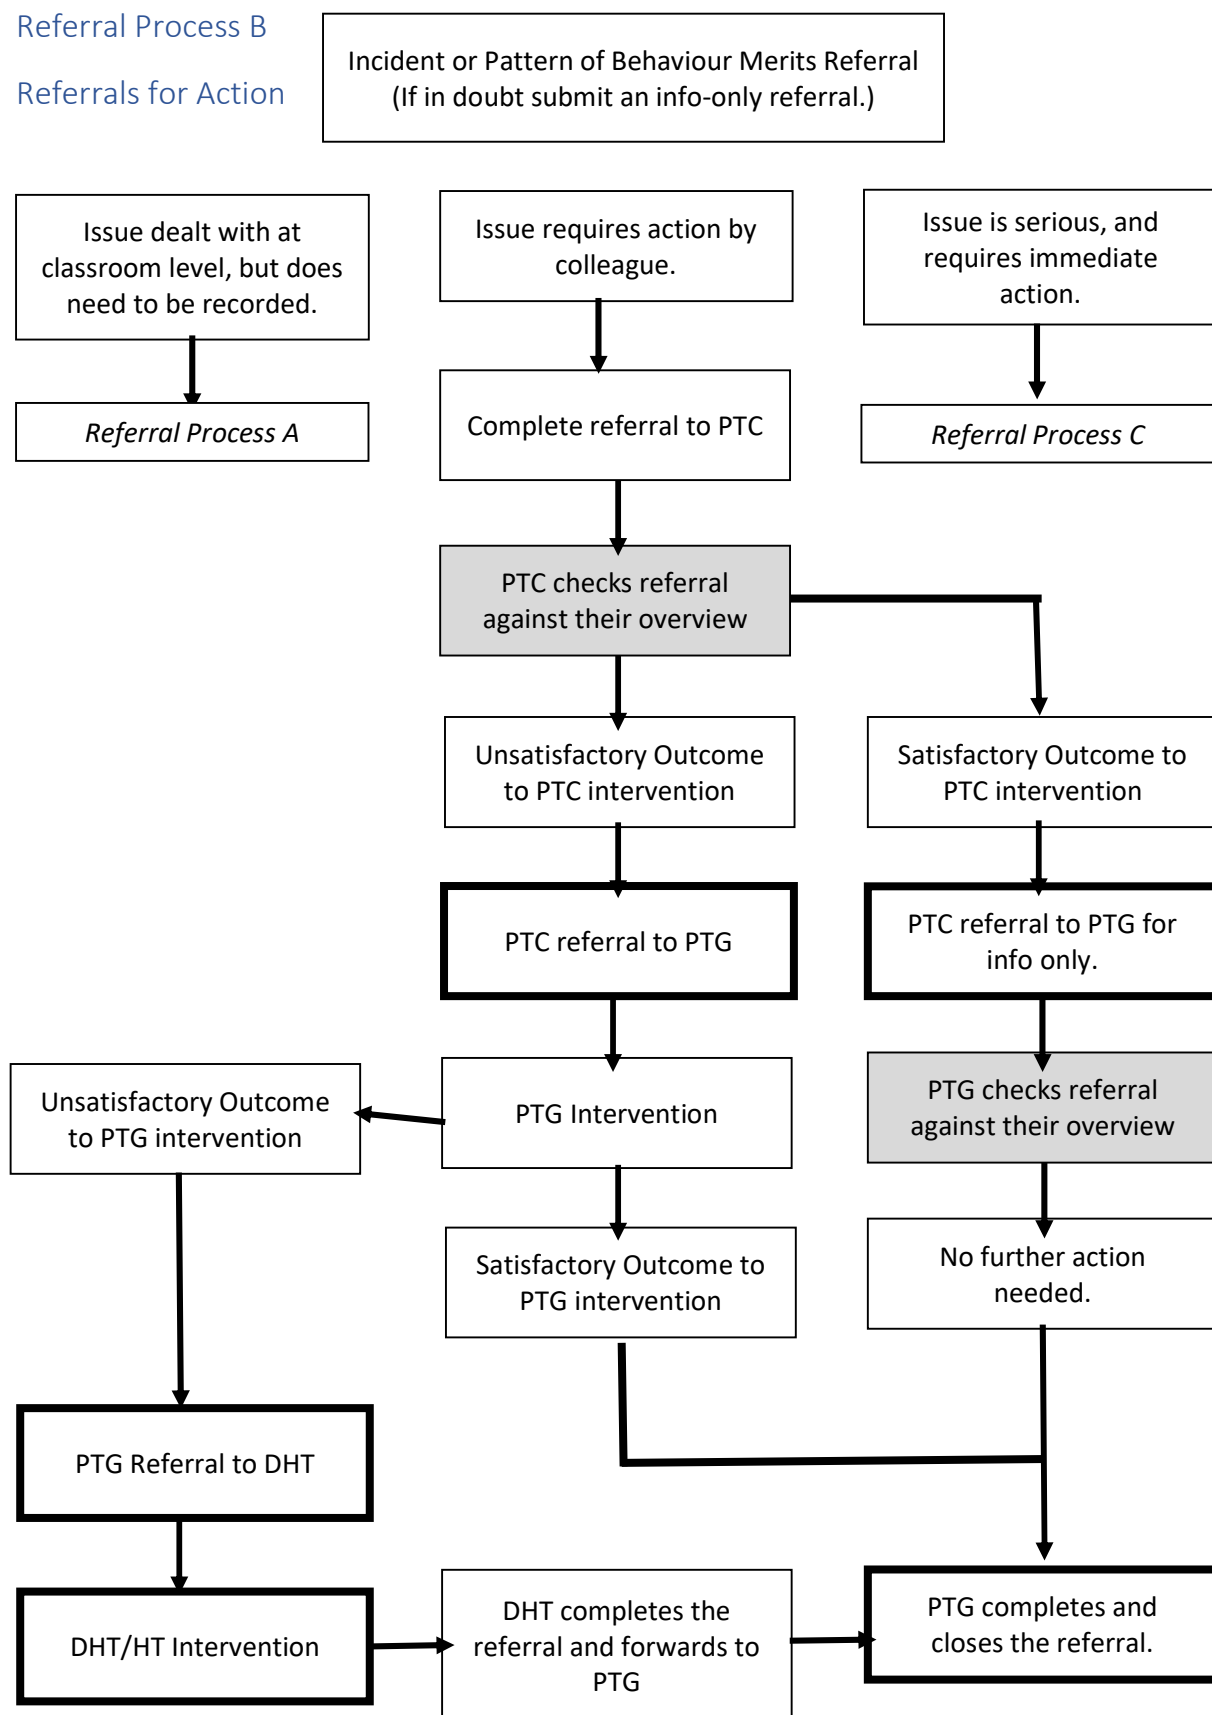 Referral Process B
Referrals for Action
Incident or Pattern of Behaviour Merits Referral
(If in doubt submit an info-only referral.)
Issue dealt with at
classroom level, but does
need to be recorded.
Issue requires action by
colleague.
Issue is serious, and
requires immediate
action.
Referral Process A
Complete referral to PTC
Referral Process C
PTC checks referral
against their overview
Unsatisfactory Outcome
to PTC intervention
Satisfactory Outcome to
PTC intervention
PTC referral to PTG
PTC referral to PTG for
info only.
Unsatisfactory Outcome
to PTG intervention
PTG Intervention
PTG checks referral
against their overview
Satisfactory Outcome to
PTG intervention
No further action
needed.
PTG Referral to DHT
DHT/HT Intervention
DHT completes the
referral and forwards to
PTG
PTG completes and
closes the referral.